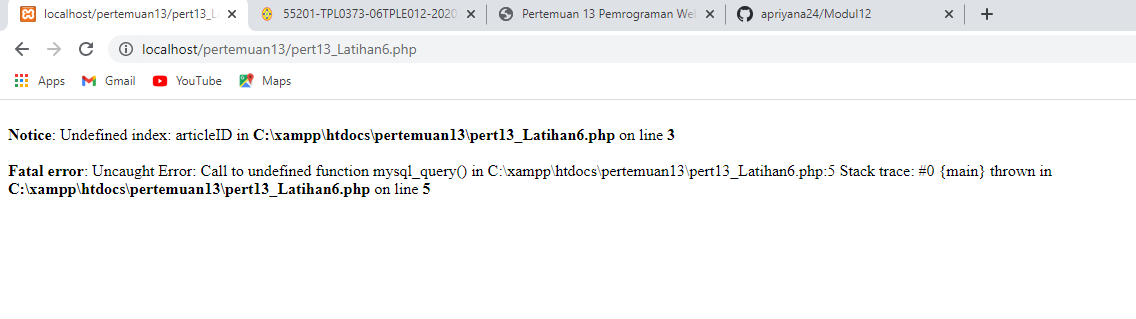 localhost/pertemuan13/pert13_L
55201-TPL0373-06TPLE012-2020
Pertemuan 13 Pemrograman Wel
apriyana24/Modul12
localhost/pertemuan13/pert13_Latihan6.php
Apps
Gmail
YouTube
Maps
Notice: Undefined index: articleID in C:\xampp\htdocs\pertemuan13\pert13_Latihan6.php on line 3
Fatal error: Uncaught Error: Call to undefined function mysql_query() in C:\xampp\htdocs\pertemuan13\pert13_Latihan6.php:5 Stack trace: #0 {main} thrown in
C:\xampp\htdocs\pertemuan13\pert13_Latihan6.php on line 5